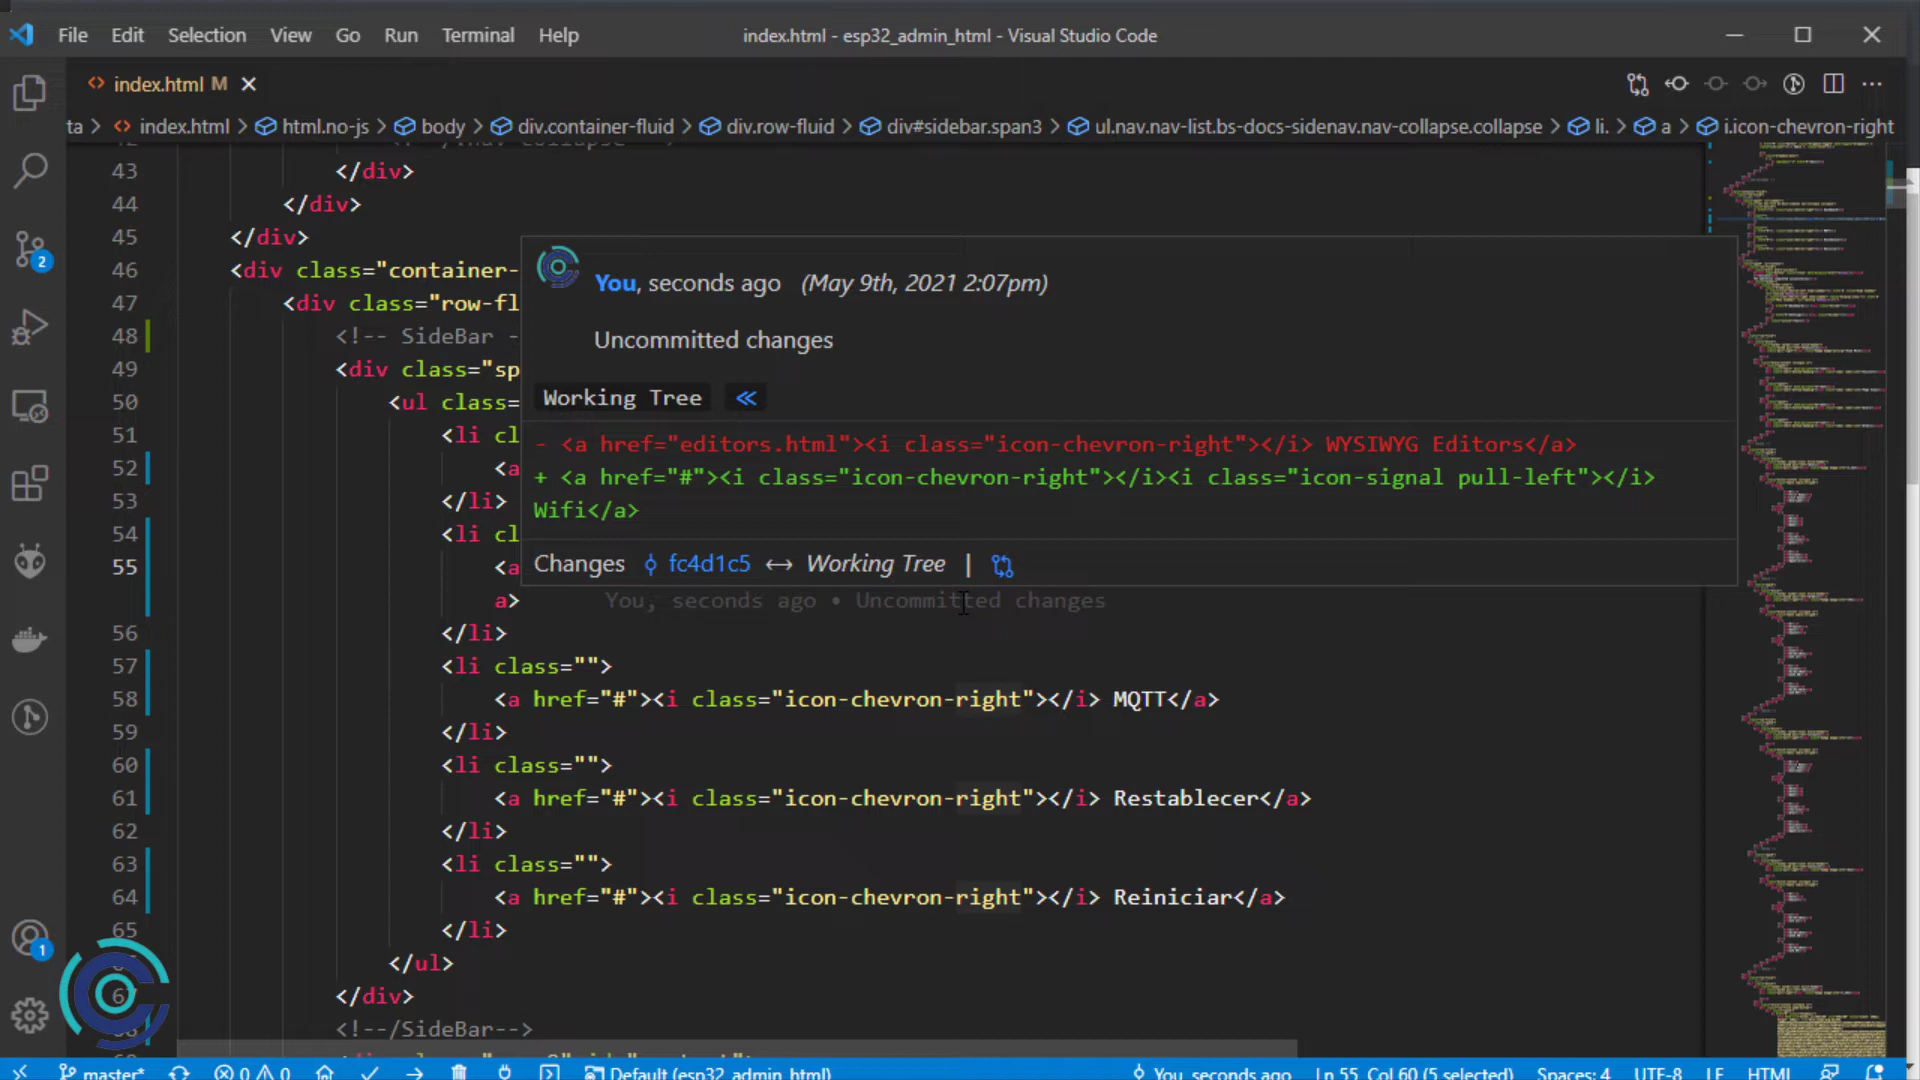 File Edit Selection View Go Run Terminal Help index.html - esp32_admin_html - Visual Studio Code
index.html M
ta > index.html > html.no-js > body > div.container-fluid > div.row-fluid > div#sidebar.span3 > ul.nav.nav-list.bs-docs-sidenav.nav-collapse.collapse > li. > a > i.icon-chevron-right
43 </div>
44 </div>
45 </div>
46 <div class="container-
47 <div class="row-fl
48 <!-- SideBar -
49 <div class="sp
50 <ul class=
51 <li cl
52 <a
53 </li>
54 <li cl
55 <a
a> You, seconds ago • Uncommitted changes
You, seconds ago (May 9th, 2021 2:07pm)
Uncommitted changes
Working Tree
- <a href="editors.html"><i class="icon-chevron-right"></i> WYSIWYG Editors</a>
+ <a href="#"><i class="icon-chevron-right"></i><i class="icon-signal pull-left"></i>
Wifi</a>
Changes fc4d1c5 ↔ Working Tree |
56 </li>
57 <li class="">
58 <a href="#"><i class="icon-chevron-right"></i> MQTT</a>
59 </li>
60 <li class="">
61 <a href="#"><i class="icon-chevron-right"></i> Restablecer</a>
62 </li>
63 <li class="">
64 <a href="#"><i class="icon-chevron-right"></i> Reiniciar</a>
65 </li>
</ul>
67 </div>
<!--/SideBar-->
2
1
master* 0 0 Default (esp32_admin_html) You, seconds ago Ln 55, Col 60 (5 selected) Spaces: 4 UTF-8 LF HTML